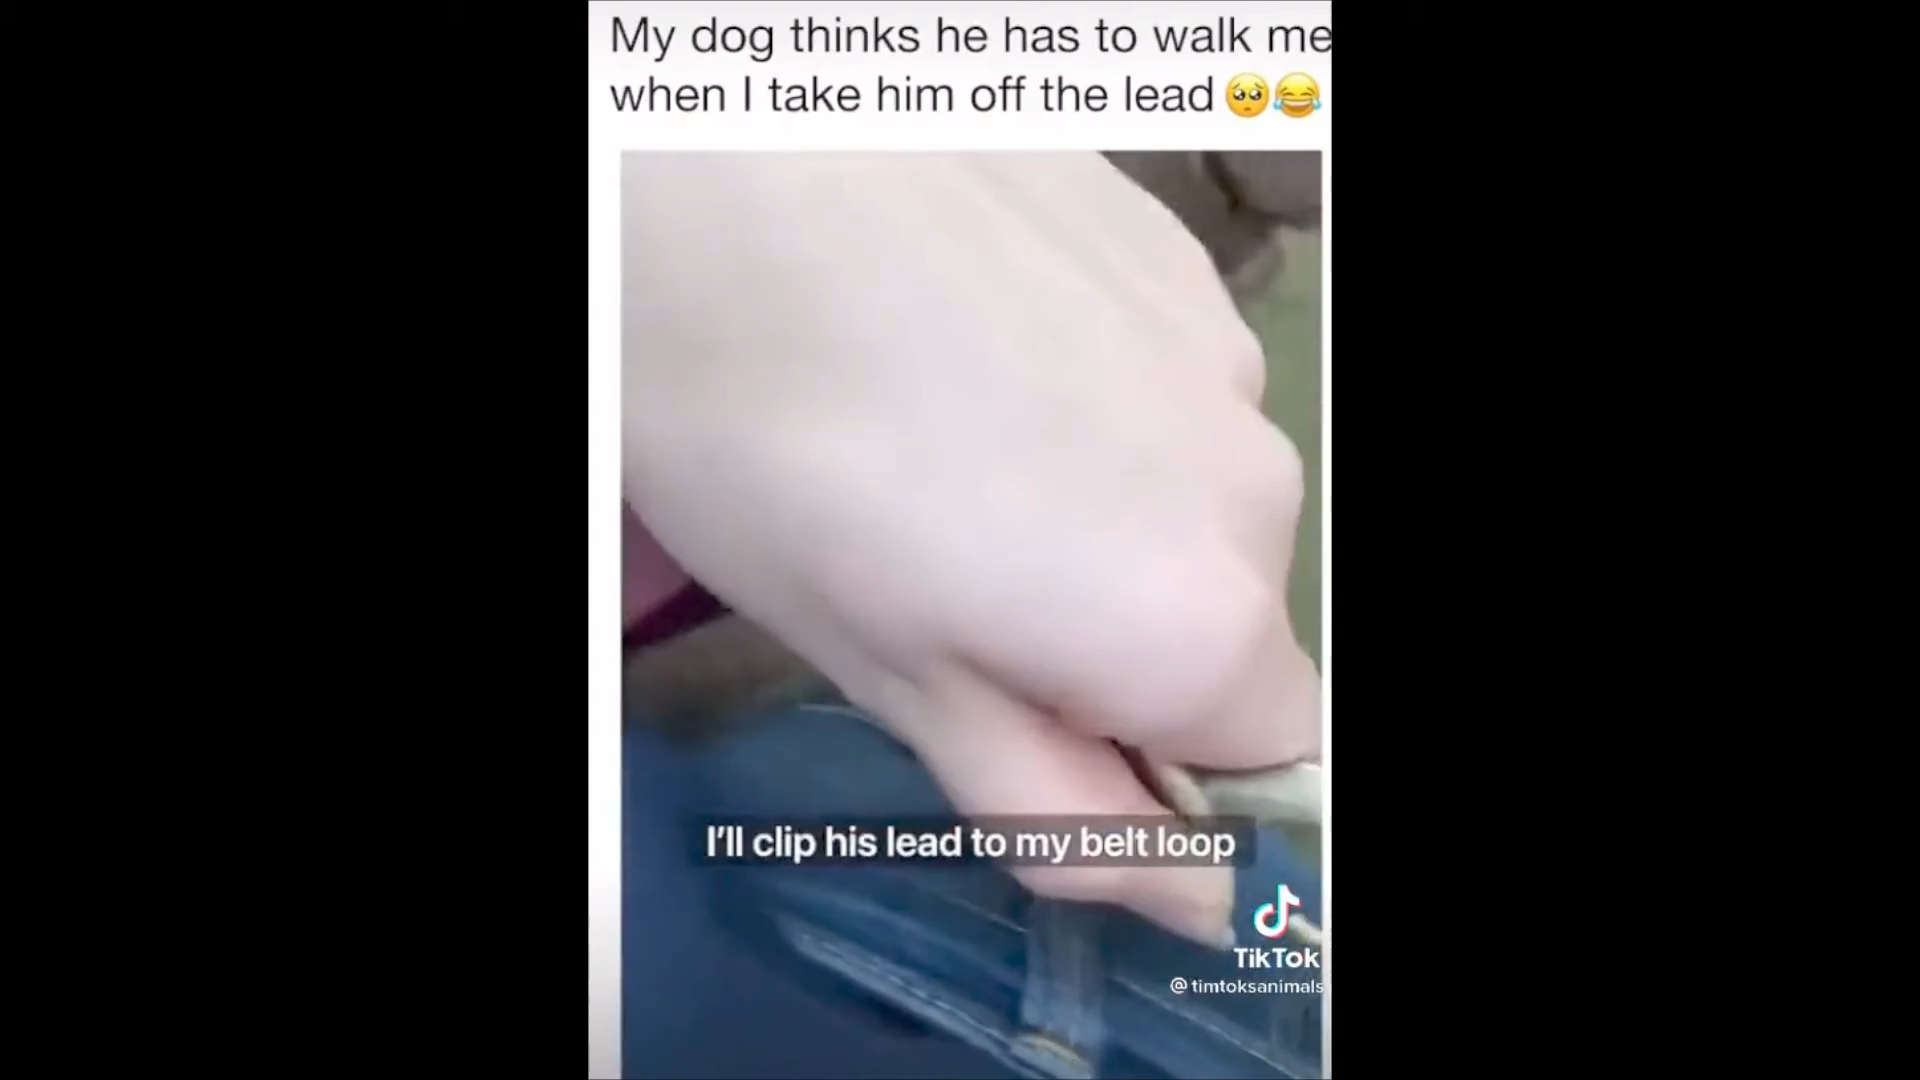 My dog thinks he has to walk me
when I take him off the lead 🥺😂
I'll clip his lead to my belt loop
TikTok
@timtoksanimals